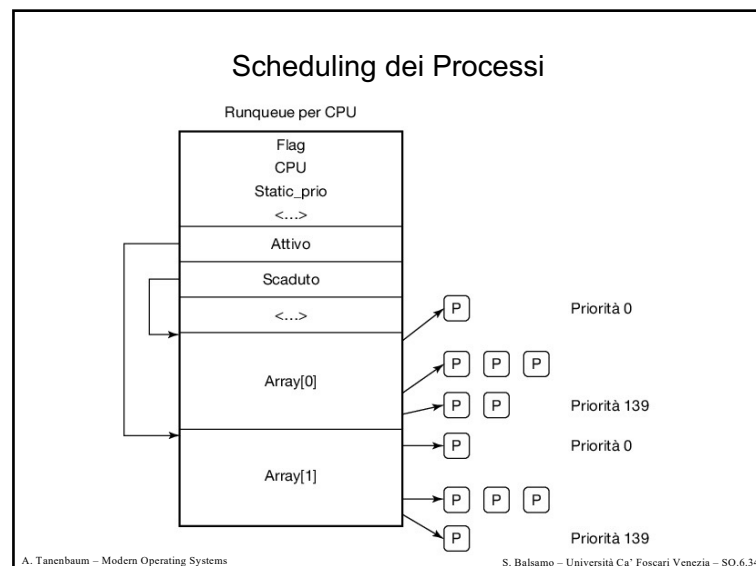 Scheduling dei Processi
Runqueue per CPU
Flag
CPU
Static_prio
<...>
Attivo
Scaduto
<...>
P Priorità 0
Array[0]
P P P
P P Priorità 139
P Priorità 0
Array[1]
P P P
P Priorità 139
A. Tanenbaum – Modern Operating Systems
S. Balsamo – Università Ca' Foscari Venezia – SO.6.34